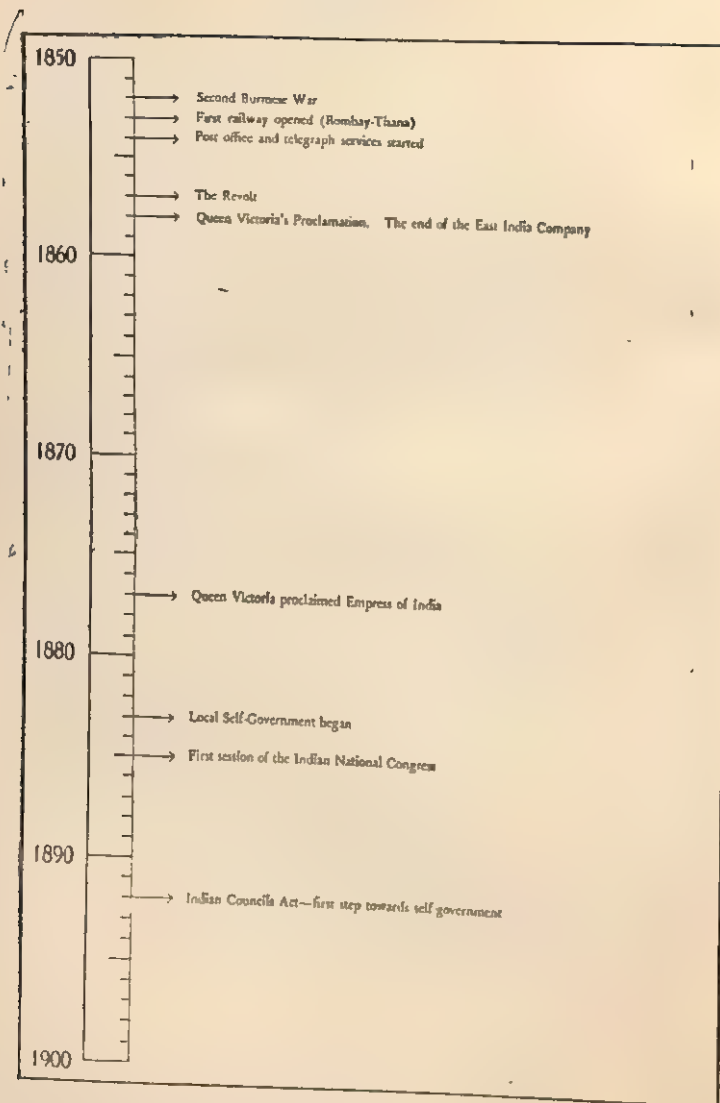 1850
Second Burmese War
First railway opened (Bombay-Thana)
Post office and telegraph services started
The Revolt
Queen Victoria's Proclamation. The end of the East India Company
1860
1870
Queen Victoria proclaimed Empress of India
1880
Local Self-Government began
First session of the Indian National Congress
1890
Indian Councils Act—first step towards self government
1900